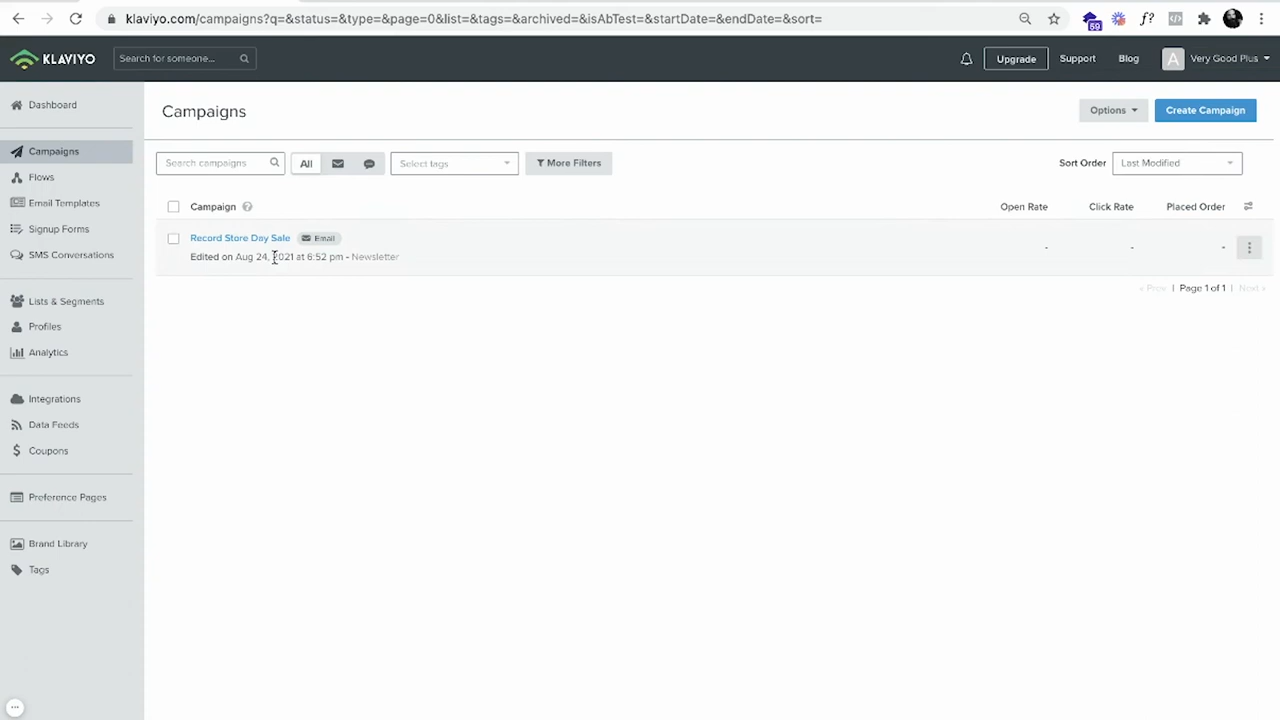 klaviyo.com/campaigns?q=&status=&type=&page=0&list=&tags=&archived=&isAbTest=&startDate=&endDate=&sort=
59
f?
KLAVIYO
Search for someone...
Upgrade
Support
Blog
A
Very Good Plus
Dashboard
Campaigns
Flows
Email Templates
Signup Forms
SMS Conversations
Lists & Segments
Profiles
Analytics
Integrations
Data Feeds
Coupons
Preference Pages
Brand Library
Tags
Campaigns
Options
Create Campaign
Search campaigns
All
Select tags
More Filters
Sort Order
Last Modified
Campaign ?
Open Rate
Click Rate
Placed Order
Record Store Day Sale
Email
Edited on Aug 24, 2021 at 6:52 pm - Newsletter
-
-
-
« Prev | Page 1 of 1 | Next »